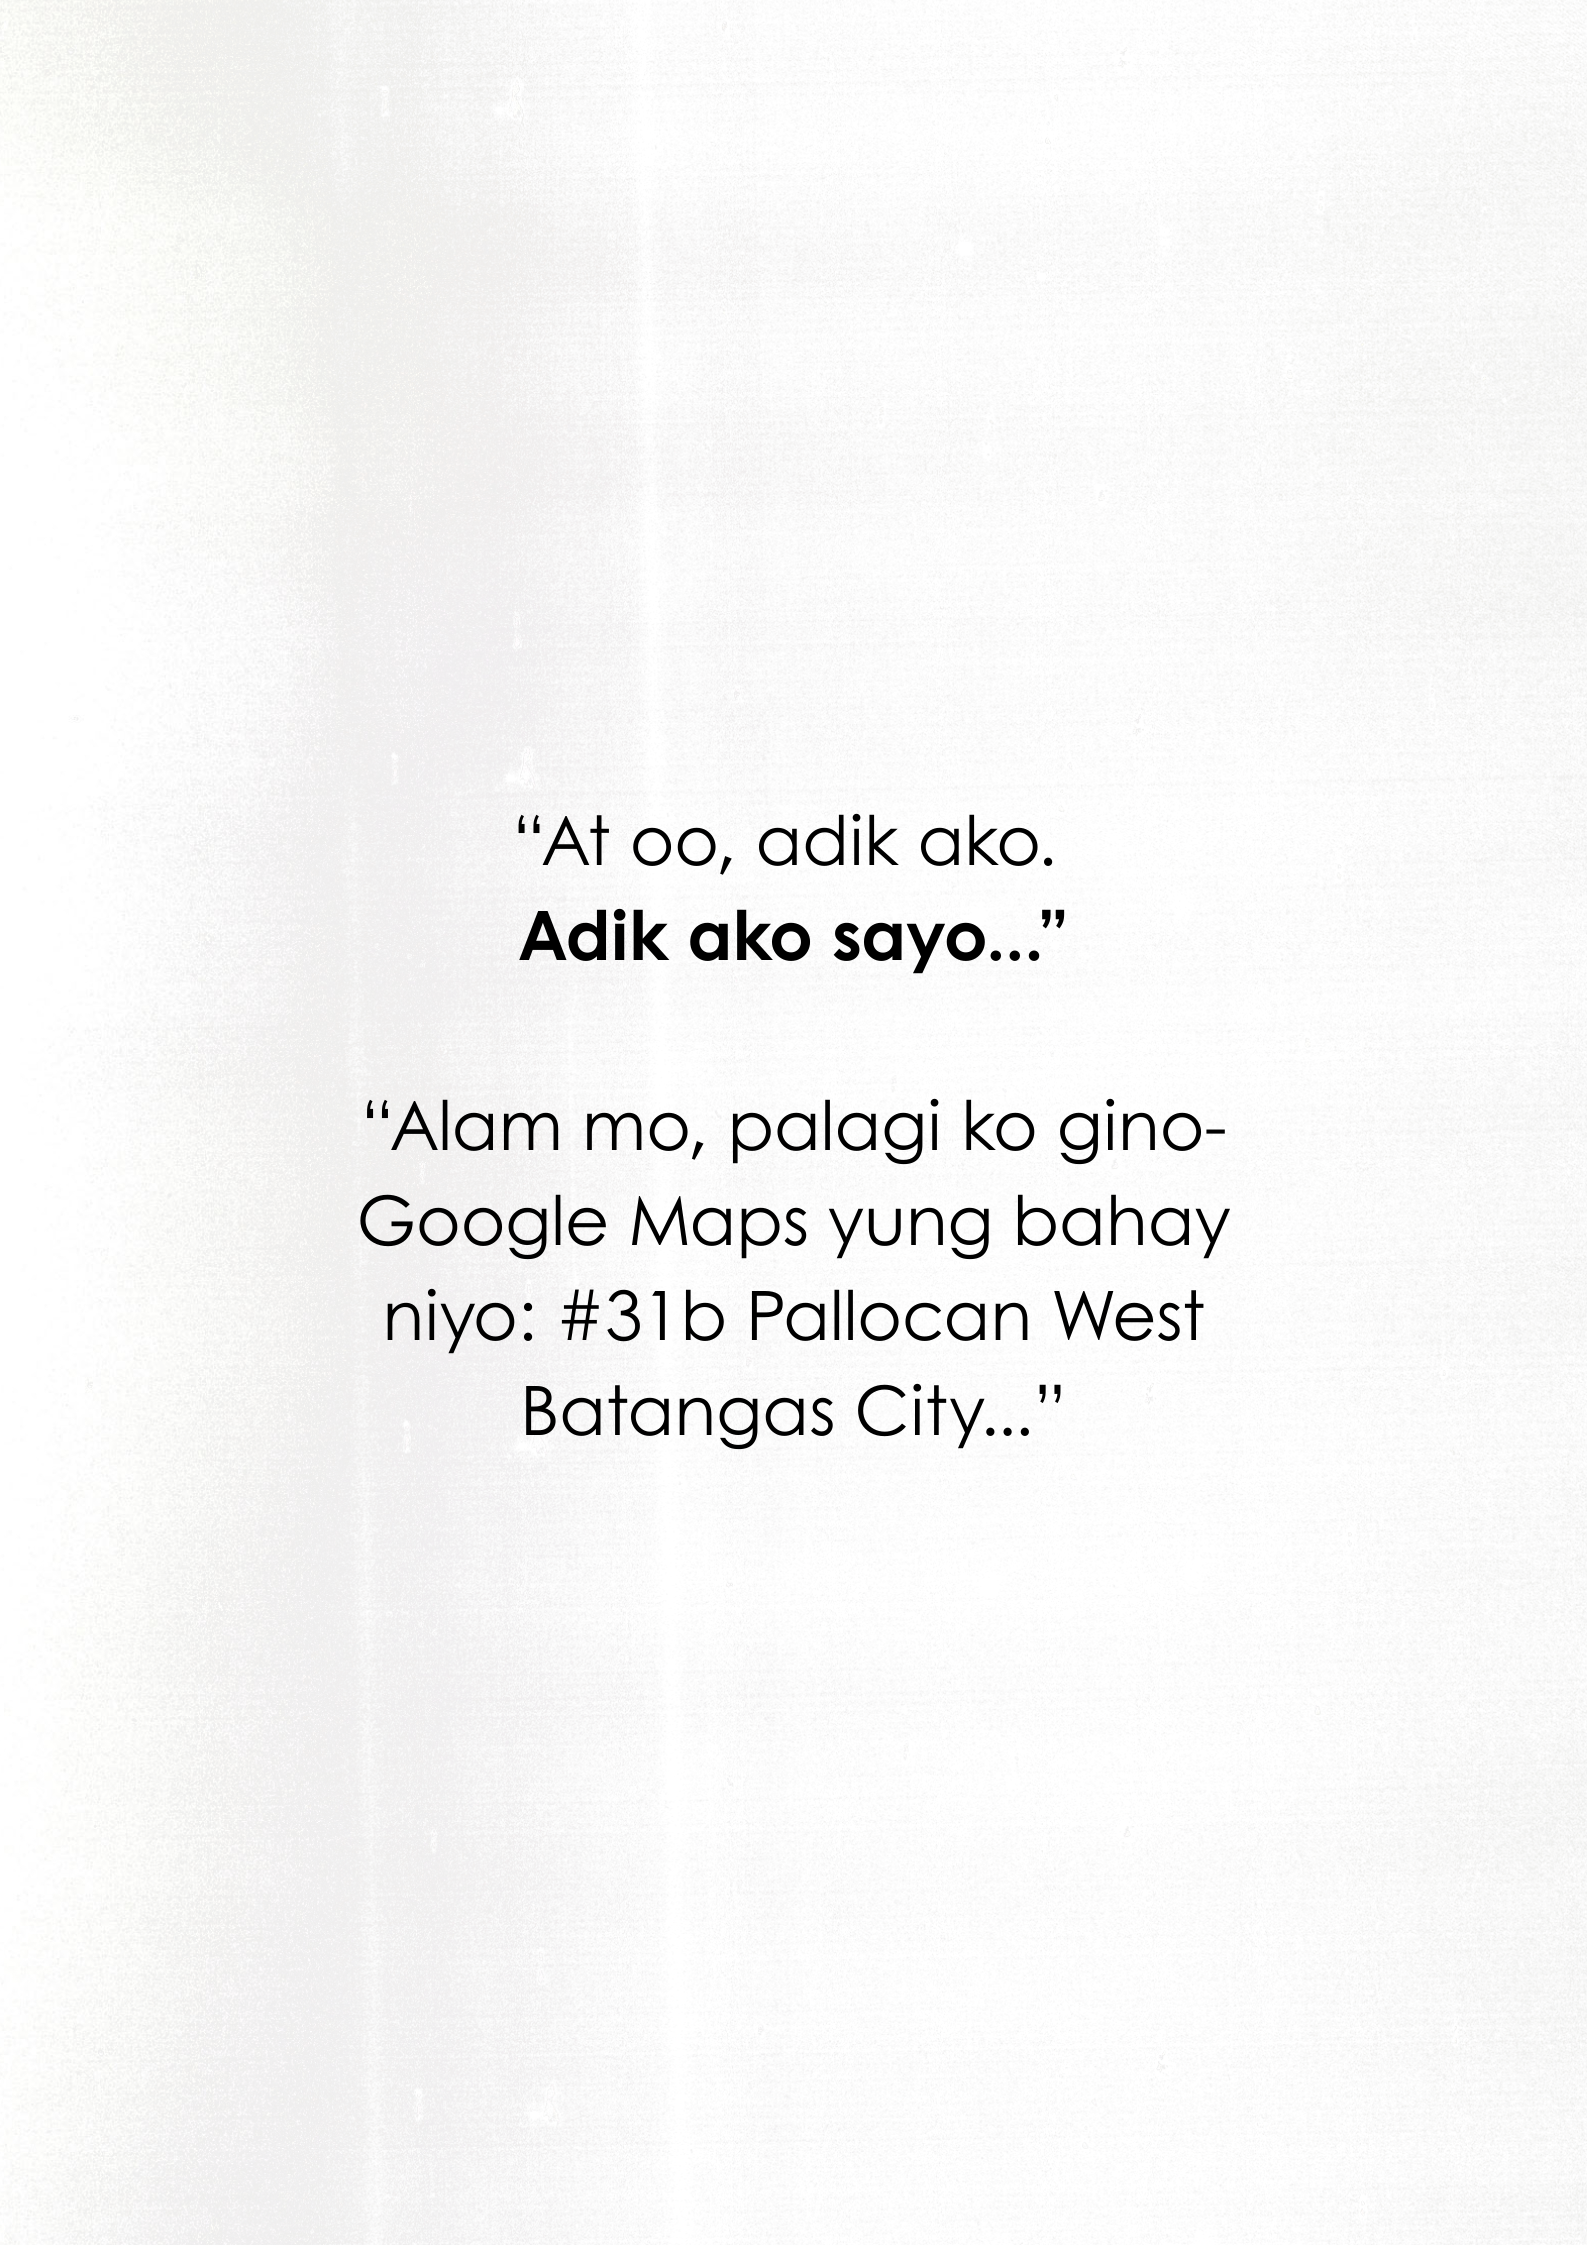 “At oo, adik ako.
Adik ako sayo...”
“Alam mo, palagi ko gino-
Google Maps yung bahay
niyo: #31b Pallocan West
Batangas City...”